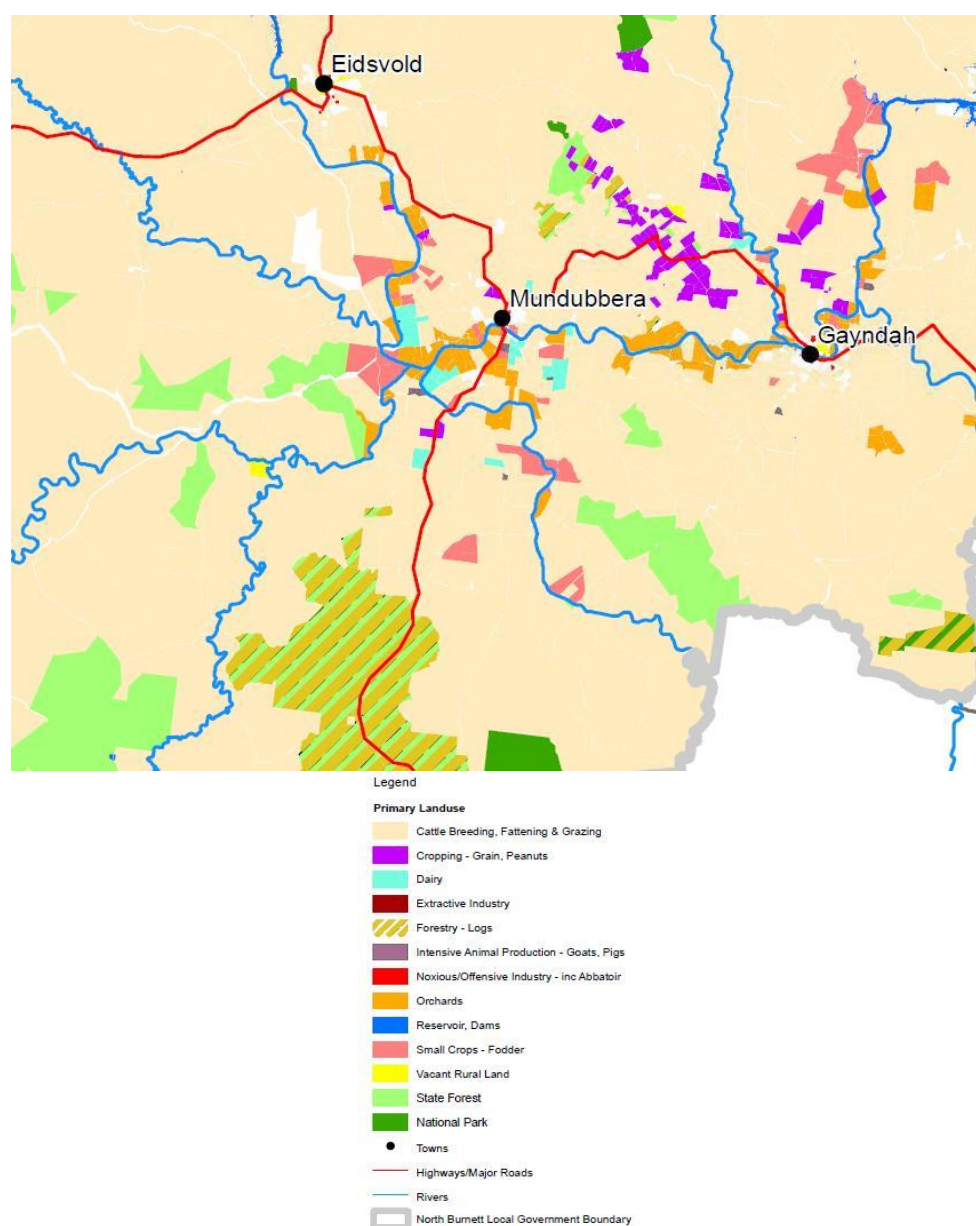 Eidsvold
Mundubbera
Gayndah
Legend
Primary Landuse
Cattle Breeding, Fattening & Grazing
Cropping - Grain, Peanuts
Dairy
Extractive Industry
Forestry - Logs
Intensive Animal Production - Goats, Pigs
Noxious/Offensive Industry - inc Abbatoir
Orchards
Reservoir, Dams
Small Crops - Fodder
Vacant Rural Land
State Forest
National Park
Towns
Highways/Major Roads
Rivers
North Burnett Local Government Boundary